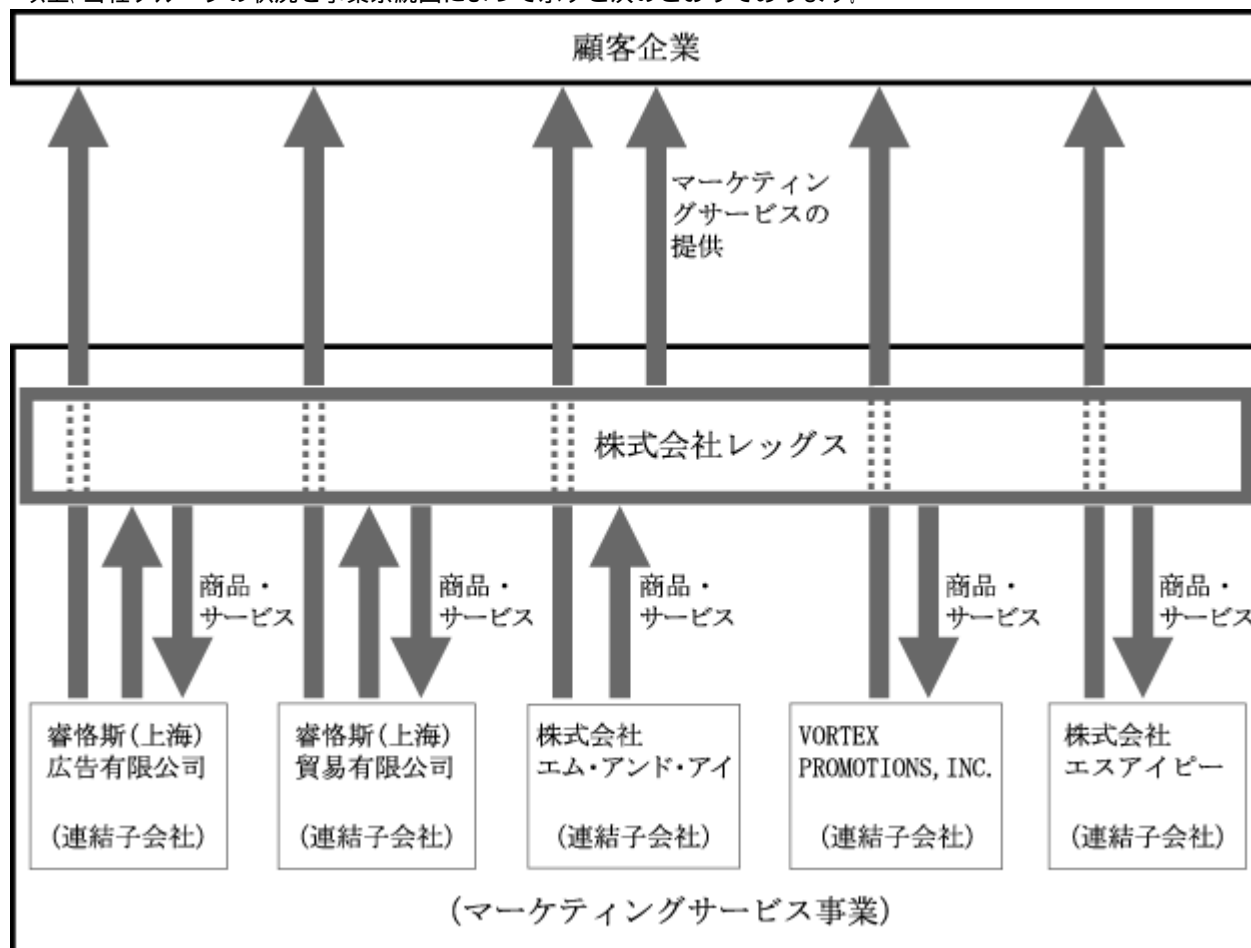 顧客企業
マーケティン
グサービスの
提供
株式会社レッグス
商品・
サービス
商品・
サービス
商品・
サービス
商品・
サービス
商品・
サービス
睿恪斯(上海)
広告有限公司
(連結子会社)
睿恪斯(上海)
貿易有限公司
(連結子会社)
株式会社
エム・アンド・アイ
(連結子会社)
VORTEX
PROMOTIONS, INC.
(連結子会社)
株式会社
エスアイピー
(連結子会社)
(マーケティングサービス事業)